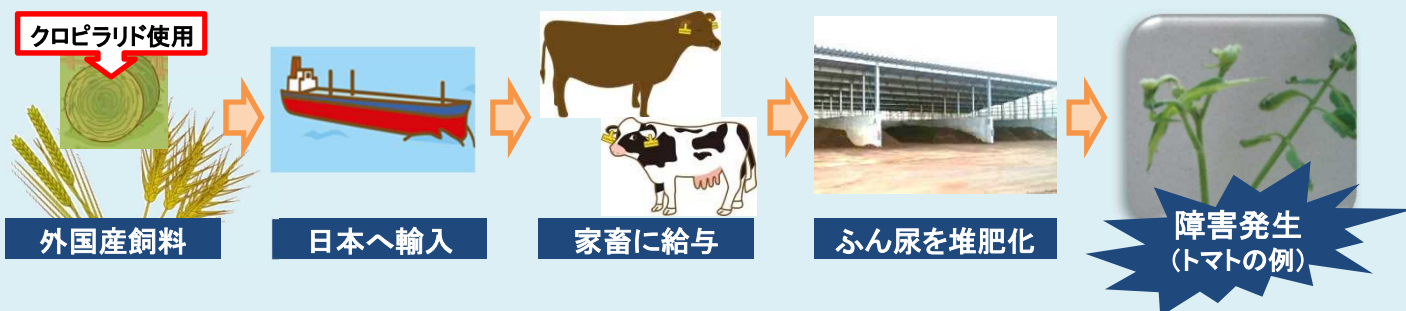 クロピラリド使用
外国産飼料
日本へ輸入
家畜に給与
ふん尿を堆肥化
障害発生
(トマトの例)